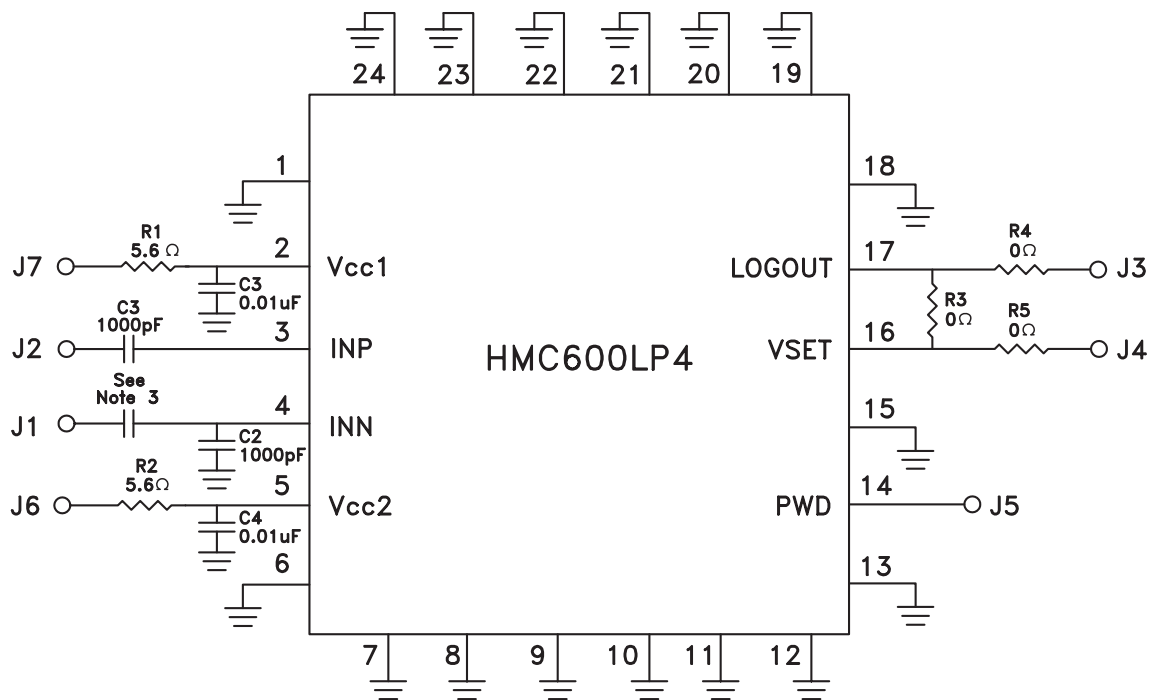 24 23 22 21 20 19
1
18
R1
5.6 Ω
2
J7
Vcc1
C3
0.01uF
LOGOUT
17
R4
0Ω
J3
C3
1000pF
3
J2
INP
HMC600LP4
R3
0Ω
VSET
16
R5
0Ω
J4
See
Note 3
4
J1
INN
C2
1000pF
15
R2
5.6Ω
5
J6
Vcc2
C4
0.01uF
PWD
14
J5
6
13
7 8 9 10 11 12